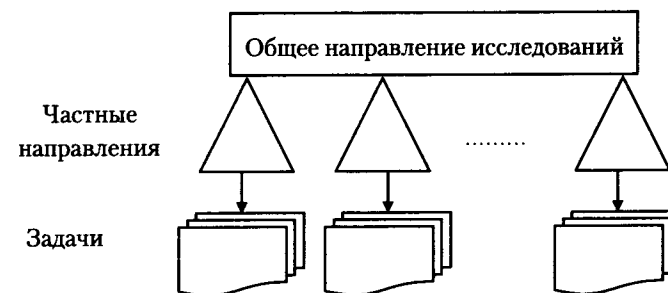 Общее направление исследований
Частные
направления
.........
Задачи